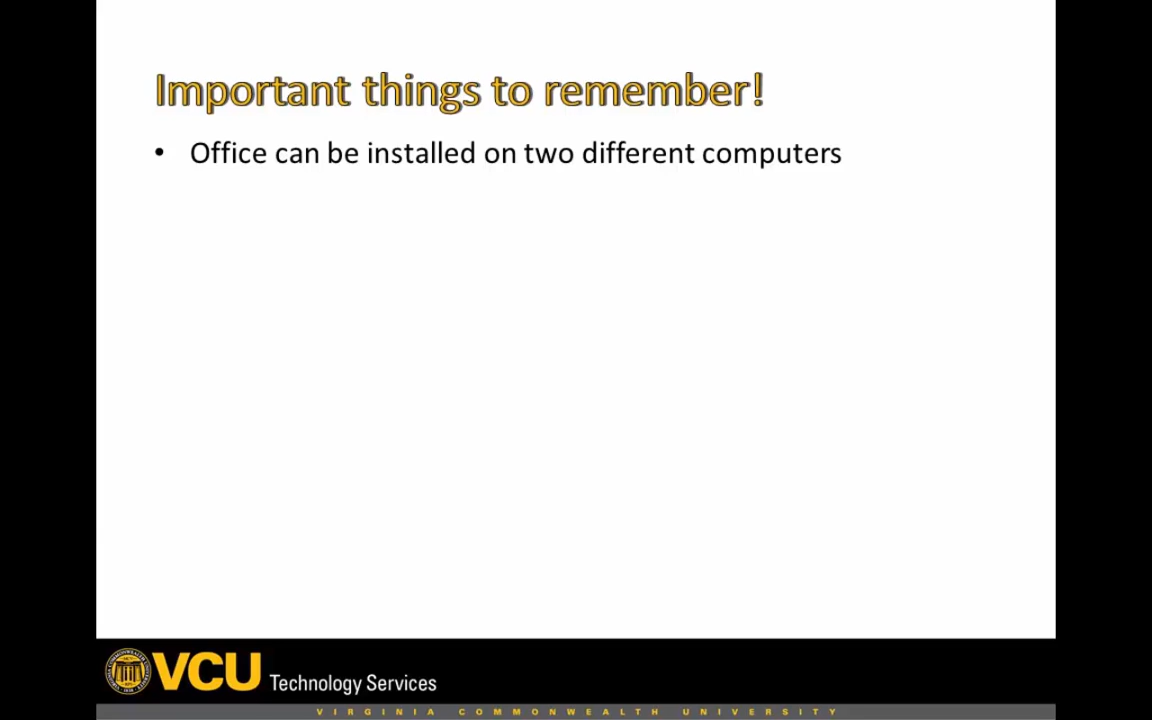 Important things to remember!
• Office can be installed on two different computers
VCU Technology Services
VIRGINIA COMMONWEALTH UNIVERSITY